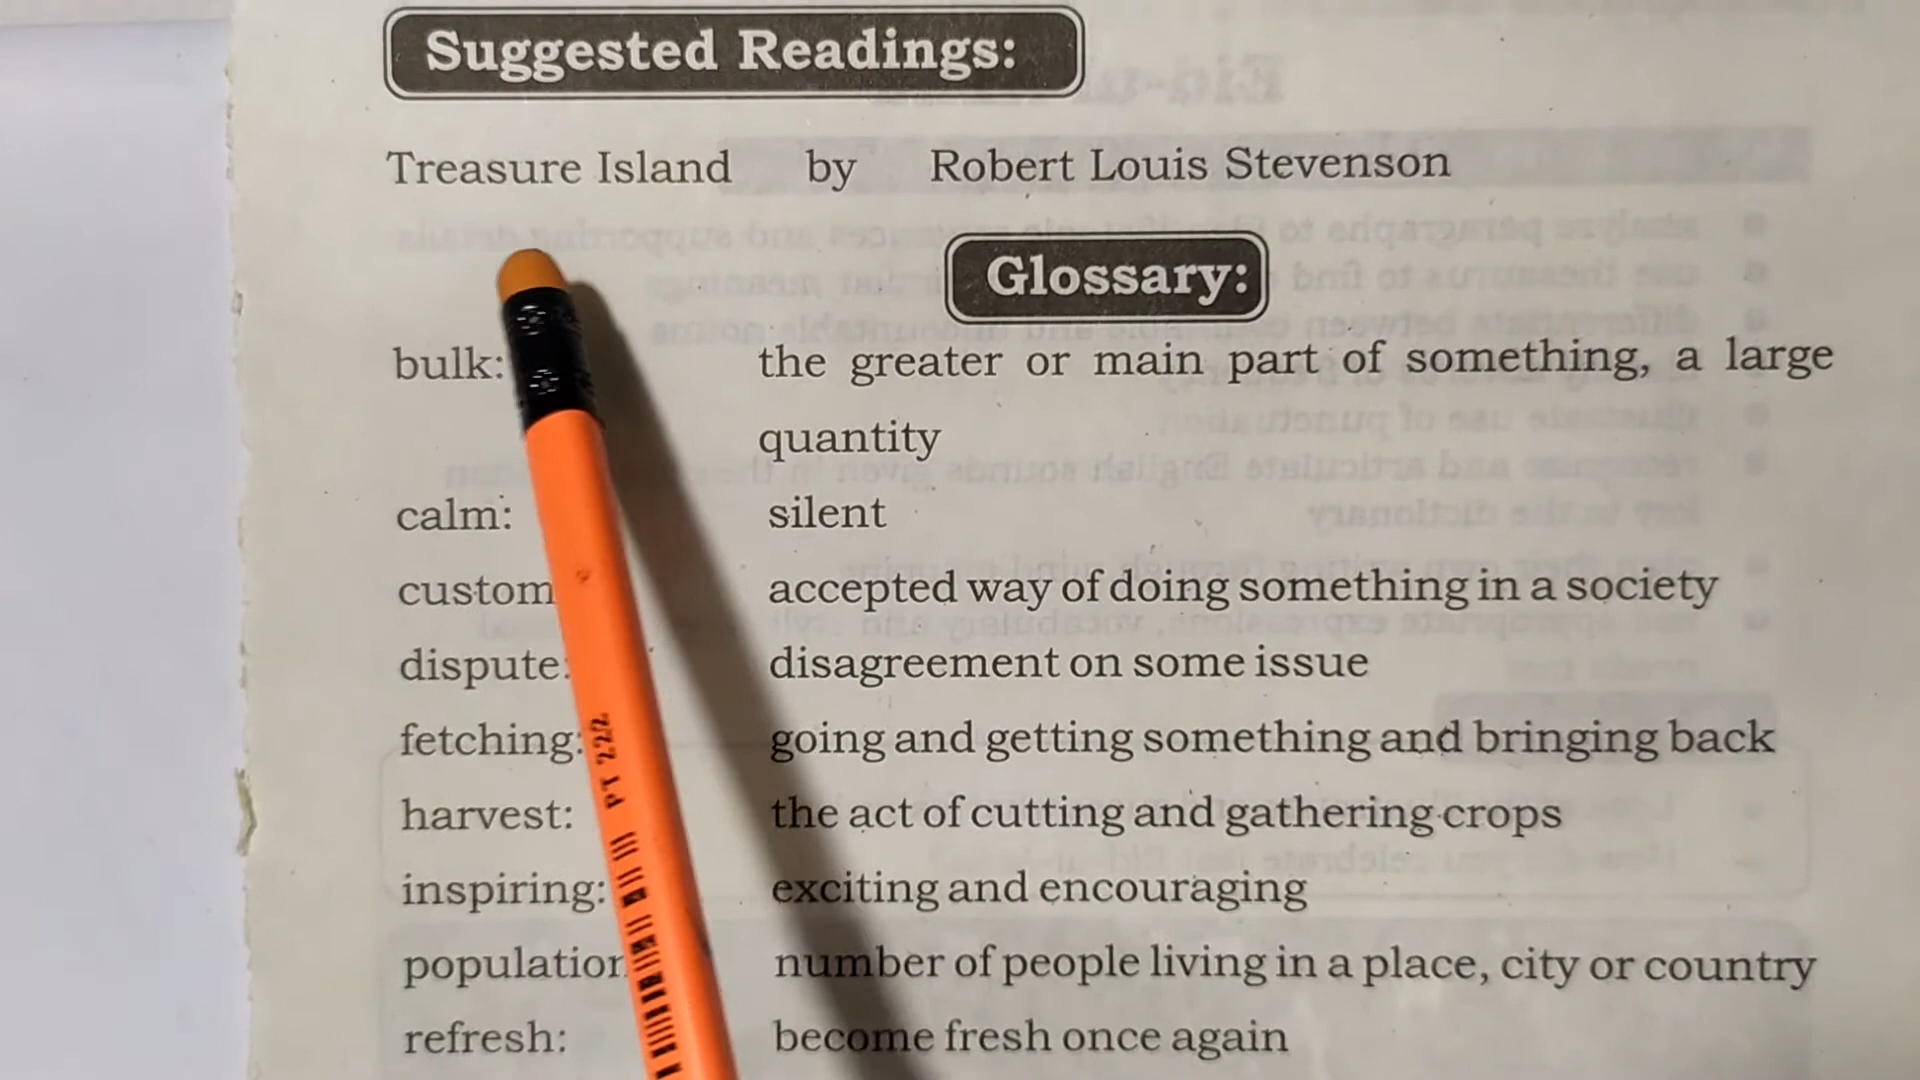 Suggested Readings:
Treasure Island by Robert Louis Stevenson
Glossary:
bulk: the greater or main part of something, a large
quantity
calm: silent
custom accepted way of doing something in a society
dispute: disagreement on some issue
fetching: going and getting something and bringing back
harvest: the act of cutting and gathering crops
inspiring: exciting and encouraging
population number of people living in a place, city or country
refresh: become fresh once again
PT 222